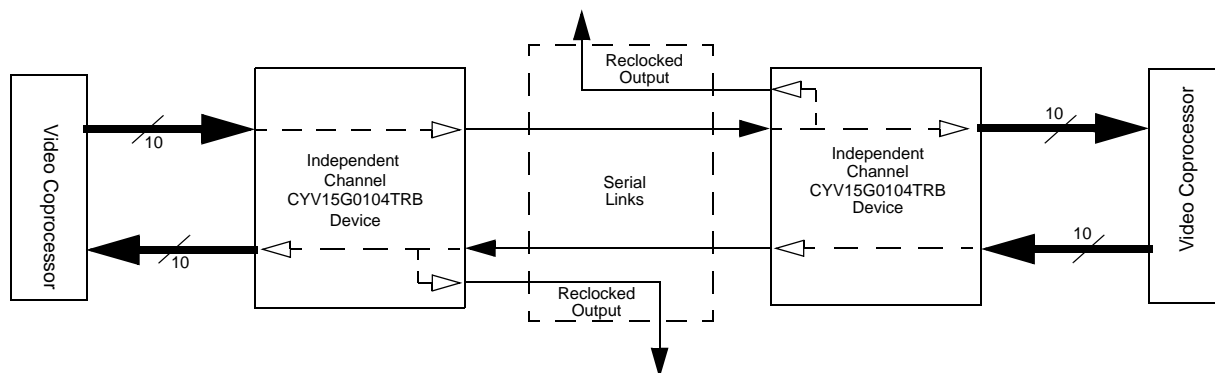 Video Coprocessor
10
10
Independent
Channel
CYV15G0104TRB
Device
Reclocked
Output
Serial
Links
Reclocked
Output
Independent
Channel
CYV15G0104TRB
Device
10
10
Video Coprocessor